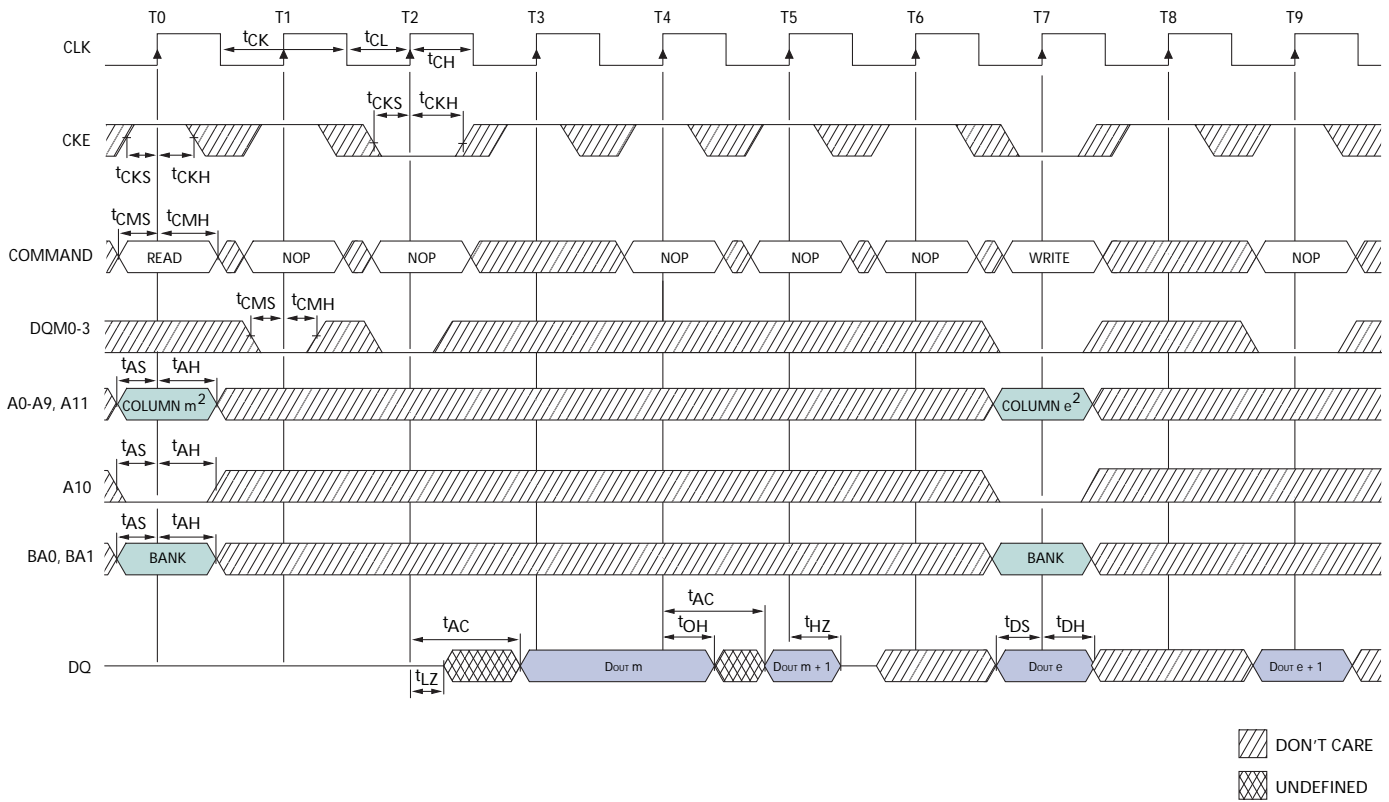 T0 T1 T2 T3 T4 T5 T6 T7 T8 T9
CLK
tCK tCL
tCH
tCKS tCKH
CKE
tCKS tCKH
tCMS tCMH
COMMAND READ NOP NOP NOP NOP NOP WRITE NOP
tCMS tCMH
DQM0-3
tAS tAH
A0-A9, A11 COLUMN m2 COLUMN e2
tAS tAH
A10
tAS tAH
BA0, BA1 BANK BANK
tAC
tAC tOH tHZ tDS tDH
DQ DOUT m DOUT m + 1 DOUT e DOUT e + 1
tLZ
DON'T CARE
UNDEFINED